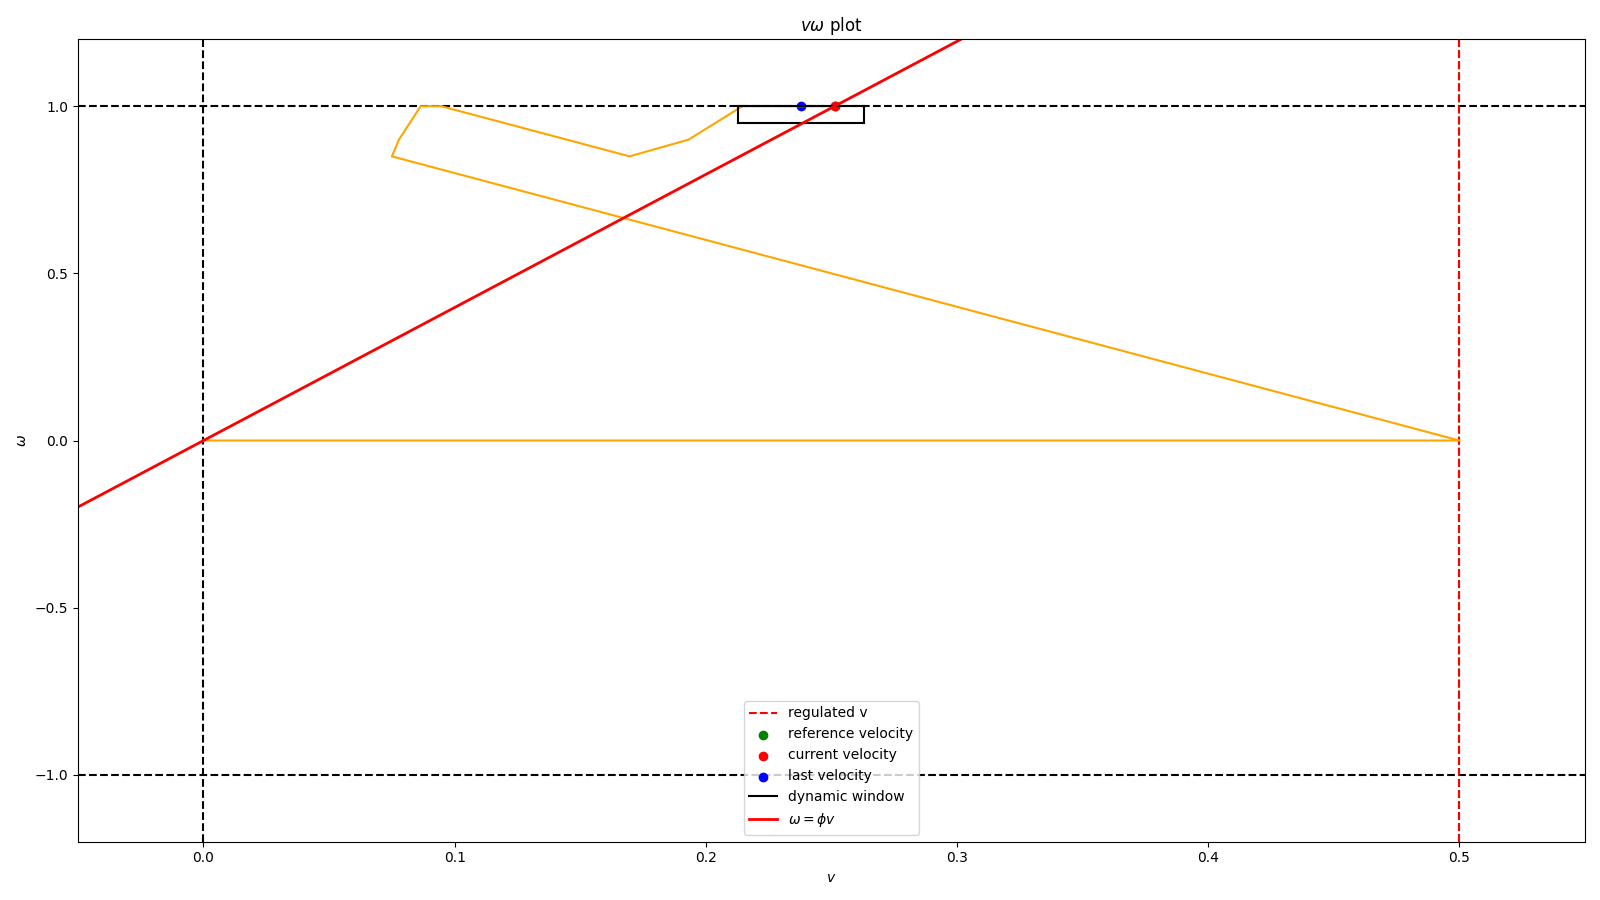 vω plot
1.0
0.5
0.0
−0.5
−1.0
ω
regulated v
reference velocity
current velocity
last velocity
dynamic window
ω = ϕv
0.0 0.1 0.2 0.3 0.4 0.5
v